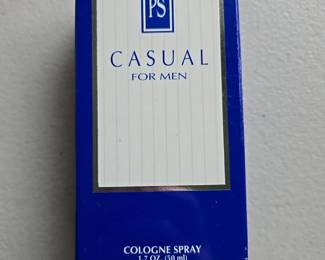 PS
CASUAL
FOR MEN
COLOGNE SPRAY
1.7 OZ. (50 ml)